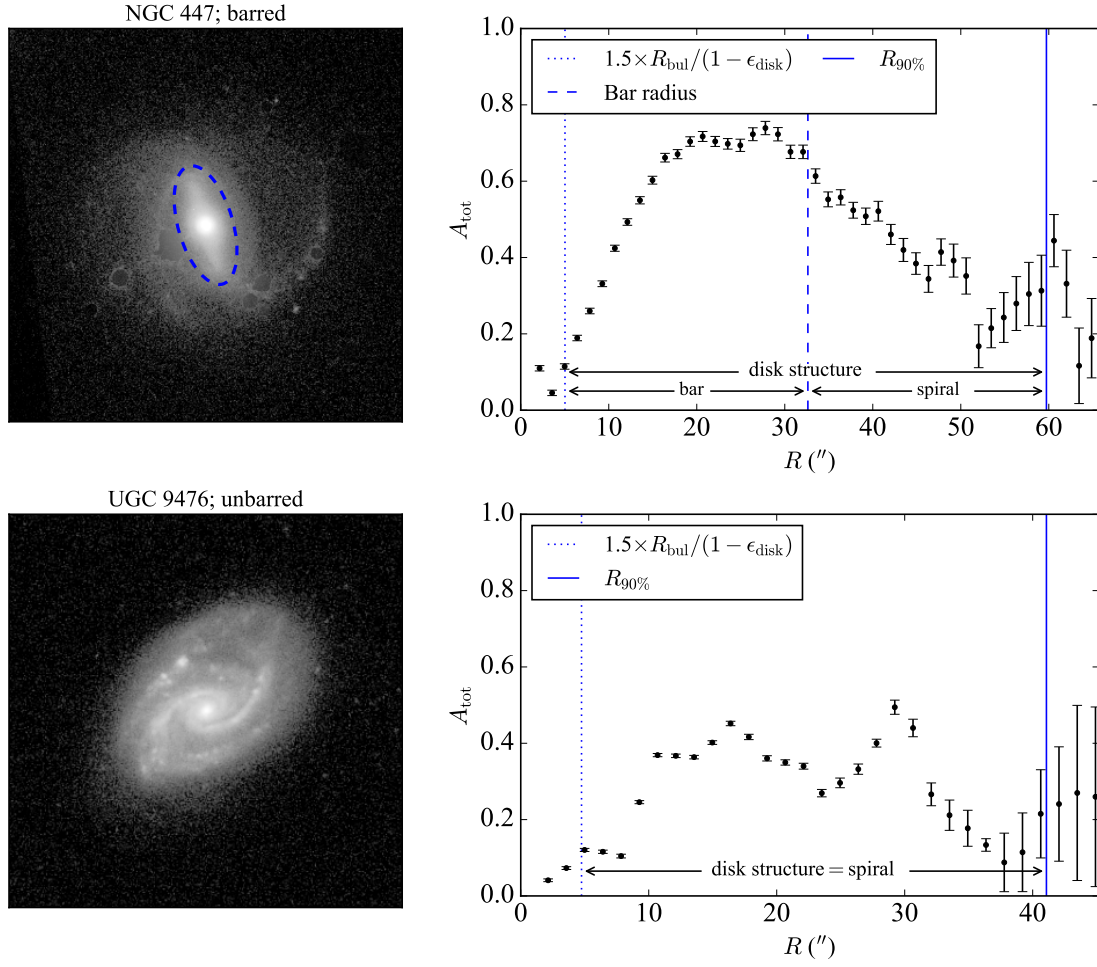 NGC 447; barred
1.0
0.8
0.6
0.4
0.2
0.0
A_tot
1.5×R_bul/(1 − ϵ_disk)
R_90%
Bar radius
disk structure
bar
spiral
0 10 20 30 40 50 60
R (′′)
UGC 9476; unbarred
1.0
0.8
0.6
0.4
0.2
0.0
A_tot
1.5×R_bul/(1 − ϵ_disk)
R_90%
disk structure = spiral
0 10 20 30 40
R (′′)